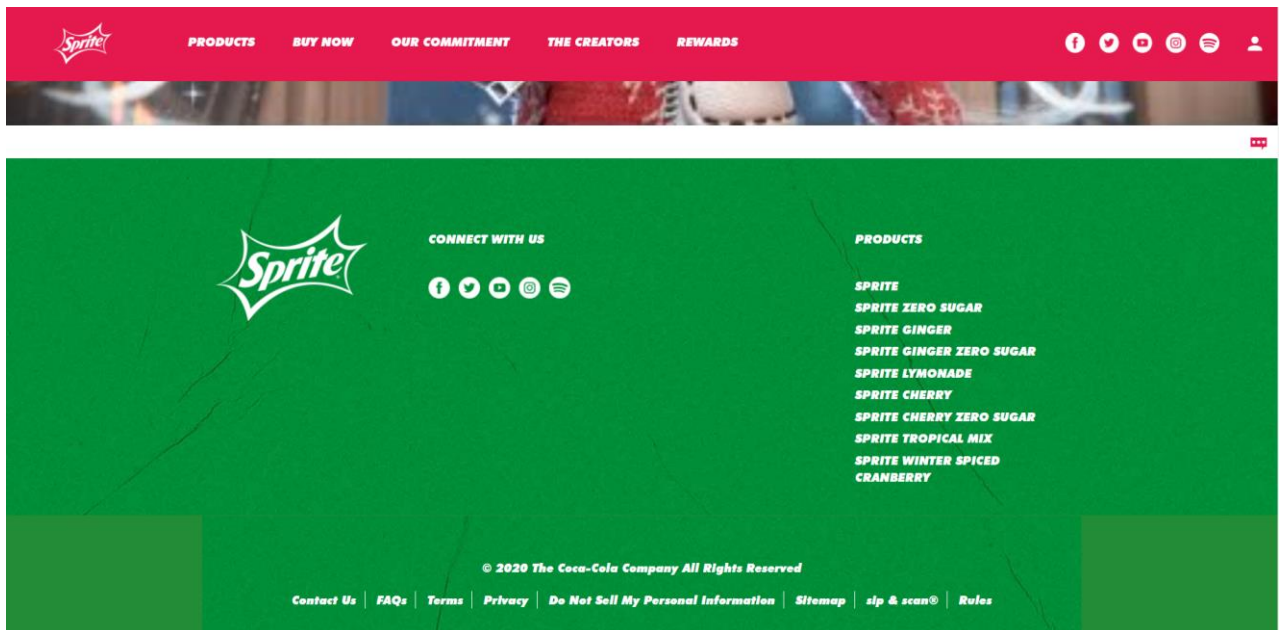 Sprite
PRODUCTS BUY NOW OUR COMMITMENT THE CREATORS REWARDS
Sprite
CONNECT WITH US
PRODUCTS
SPRITE
SPRITE ZERO SUGAR
SPRITE GINGER
SPRITE GINGER ZERO SUGAR
SPRITE LYMONADE
SPRITE CHERRY
SPRITE CHERRY ZERO SUGAR
SPRITE TROPICAL MIX
SPRITE WINTER SPICED
CRANBERRY
© 2020 The Coca-Cola Company All Rights Reserved
Contact Us | FAQs | Terms | Privacy | Do Not Sell My Personal Information | Sitemap | sip & scan® | Rules